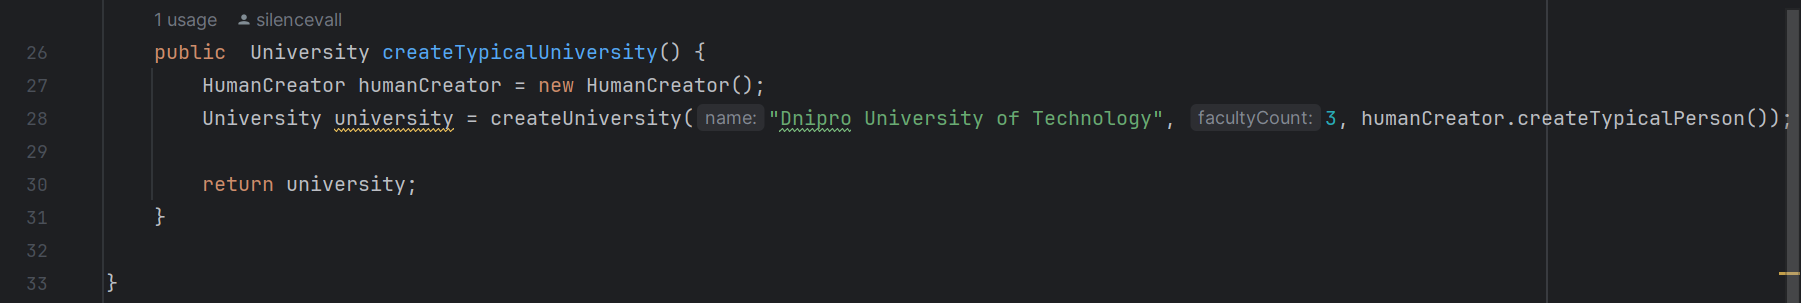 1 usage silencevall
26 public  University createTypicalUniversity() {
27 HumanCreator humanCreator = new HumanCreator();
28 University university = createUniversity( name: "Dnipro University of Technology", facultyCount: 3, humanCreator.createTypicalPerson());
29
30 return university;
31 }
32
33 }